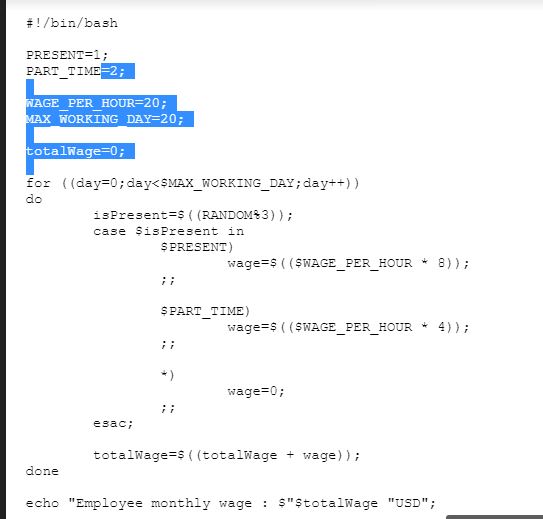 #!/bin/bash
PRESENT=1;
PART_TIME=2;
WAGE_PER_HOUR=20;
MAX_WORKING_DAY=20;
totalWage=0;
for ((day=0;day<$MAX_WORKING_DAY;day++))
do
isPresent=$((RANDOM%3));
case $isPresent in
$PRESENT)
wage=$(($WAGE_PER_HOUR * 8));
;;
$PART_TIME)
wage=$(($WAGE_PER_HOUR * 4));
;;
*)
wage=0;
;;
esac;
totalWage=$((totalWage + wage));
done
echo "Employee monthly wage : $"$totalWage "USD";